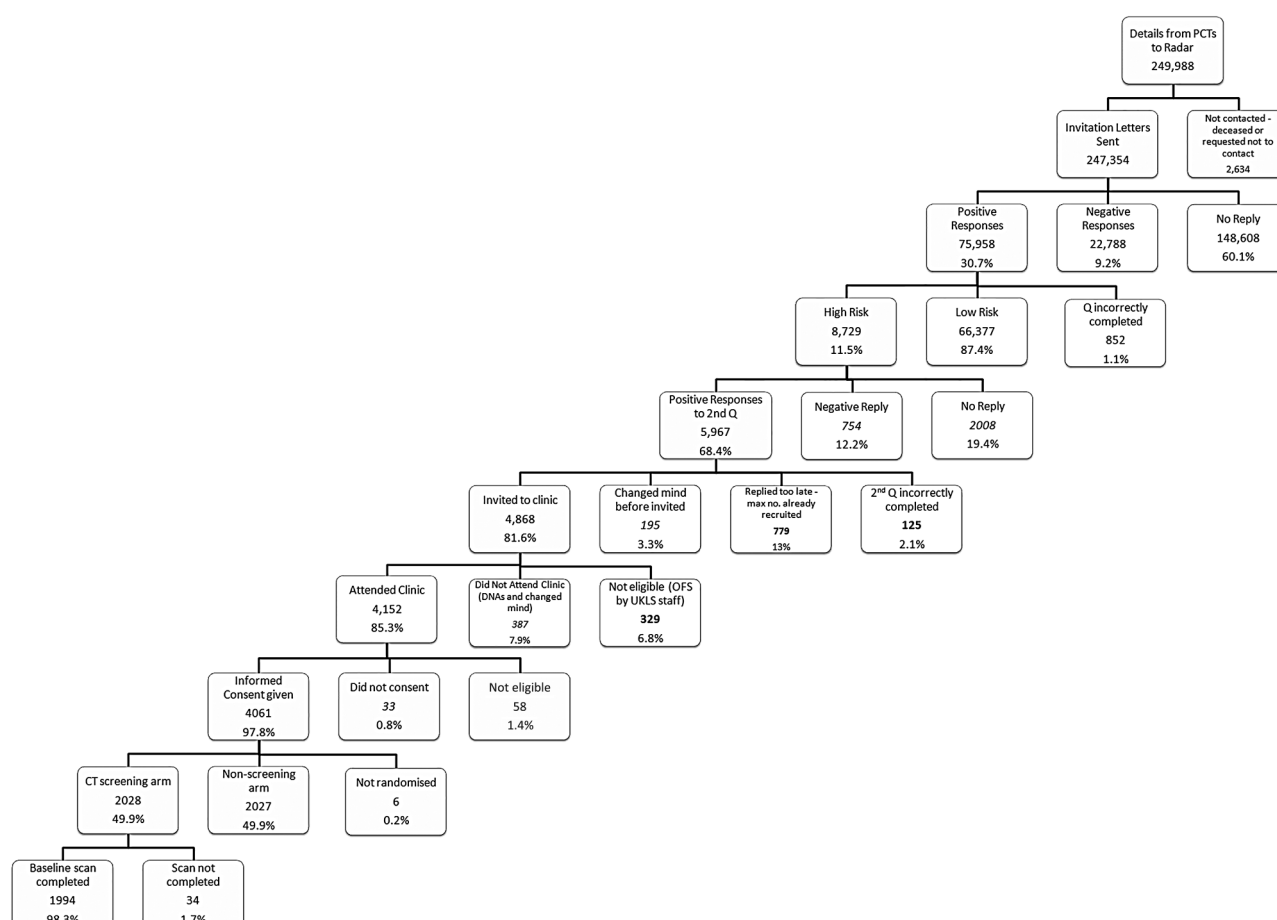 Details from PCTs
to Radar
249,988
Invitation Letters
Sent
247,354
Not contacted -
deceased or
requested not to
contact
2,634
Positive
Responses
75,958
30.7%
Negative
Responses
22,788
9.2%
No Reply
148,608
60.1%
High Risk
8,729
11.5%
Low Risk
66,377
87.4%
Q incorrectly
completed
852
1.1%
Positive Responses
to 2nd Q
5,967
68.4%
Negative Reply
754
12.2%
No Reply
2008
19.4%
Invited to clinic
4,868
81.6%
Changed mind
before invited
195
3.3%
Replied too late -
max no. already
recruited
779
13%
2nd Q incorrectly
completed
125
2.1%
Attended Clinic
4,152
85.3%
Did Not Attend Clinic
(DNAs and changed
mind)
387
7.9%
Not eligible (OFS
by UKLS staff)
329
6.8%
Informed
Consent given
4061
97.8%
Did not consent
33
0.8%
Not eligible
58
1.4%
CT screening arm
2028
49.9%
Non-screening
arm
2027
49.9%
Not randomised
6
0.2%
Baseline scan
completed
1994
98.3%
Scan not
completed
34
1.7%